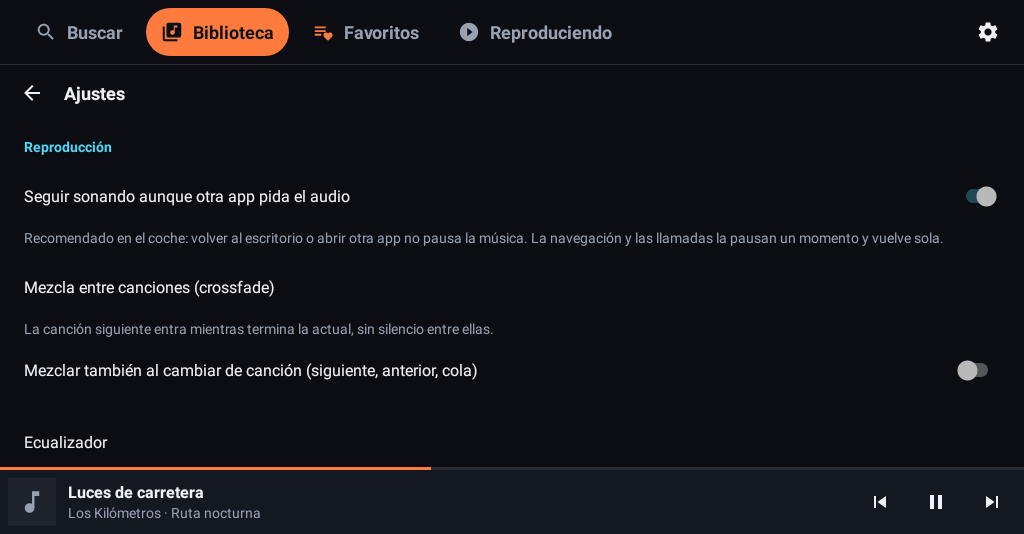 Buscar
Biblioteca
Favoritos
Reproduciendo
Ajustes
Reproducción
Seguir sonando aunque otra app pida el audio
Recomendado en el coche: volver al escritorio o abrir otra app no pausa la música. La navegación y las llamadas la pausan un momento y vuelve sola.
Mezcla entre canciones (crossfade)
La canción siguiente entra mientras termina la actual, sin silencio entre ellas.
Mezclar también al cambiar de canción (siguiente, anterior, cola)
Ecualizador
Luces de carretera
Los Kilómetros · Ruta nocturna